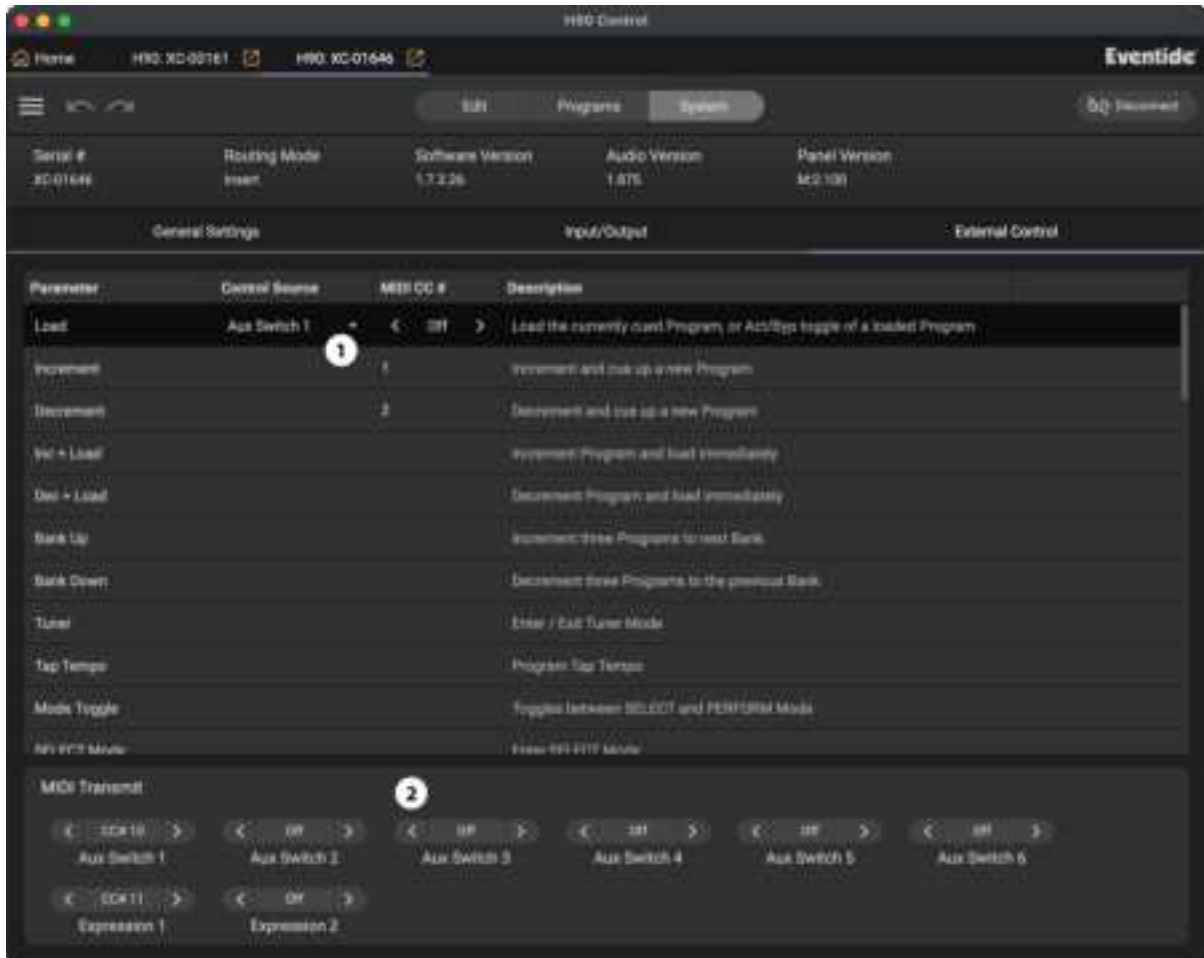 H90 Control
Home H90: XC-00161 H90: XC-01646 Eventide
Edit Programs System Disconnect
Serial # Routing Mode Software Version Audio Version Panel Version
XC-01646 Insert 1.7.3.26 1.075 M:2.100
General Settings Input/Output External Control
Parameter Control Source MIDI CC # Description
Load Aux Switch 1 Off Load the currently cued Program, or Act/Byp toggle of a loaded Program
1
Increment 1 Increment and cue up a new Program
Decrement 2 Decrement and cue up a new Program
Inc + Load Increment Program and load immediately
Dec + Load Decrement Program and load immediately
Bank Up Increment three Programs to next Bank
Bank Down Decrement three Programs to the previous Bank
Tuner Enter / Exit Tuner Mode
Tap Tempo Program Tap Tempo
Mode Toggle Toggles between SELECT and PERFORM Mode
SELECT Mode Enter SELECT Mode
MIDI Transmit 2
CC# 10 Off Off Off Off Off
Aux Switch 1 Aux Switch 2 Aux Switch 3 Aux Switch 4 Aux Switch 5 Aux Switch 6
CC# 11 Off
Expression 1 Expression 2